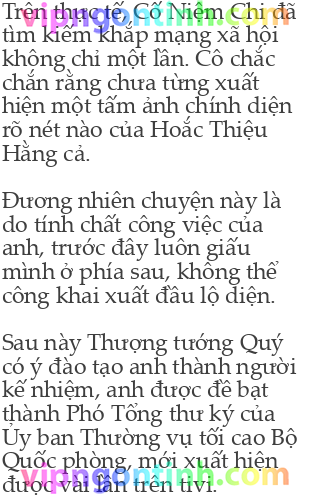 vipngontinh.com
Trên thực tế, Cố Niệm Chi đã
tìm kiếm khắp mạng xã hội
không chỉ một lần. Cô chắc
chắn rằng chưa từng xuất
hiện một tấm ảnh chính diện
rõ nét nào của Hoắc Thiệu
Hằng cả.
Đương nhiên chuyện này là
do tính chất công việc của
anh, trước đây luôn giấu
mình ở phía sau, không thể
công khai xuất đầu lộ diện.
Sau này Thượng tướng Quý
có ý đào tạo anh thành người
kế nhiệm, anh được đề bạt
thành Phó Tổng thư ký của
Ủy ban Thường vụ tối cao Bộ
Quốc phòng, mới xuất hiện
vipngontinh.com
được vài lần trên tivi.